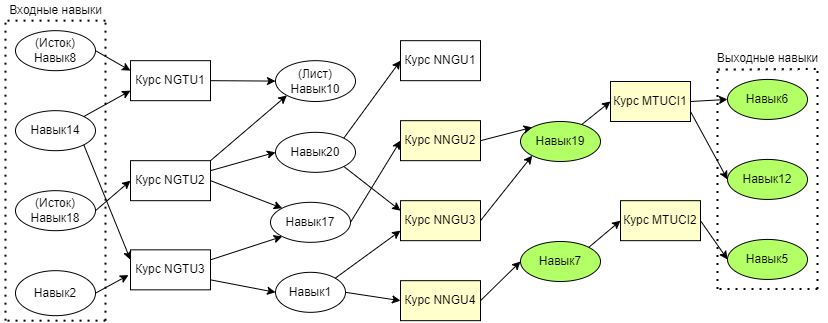 Входные навыки
(Исток)
Навык8
Навык14
(Исток)
Навык18
Навык2
Курс NGTU1
Курс NGTU2
Курс NGTU3
(Лист)
Навык10
Навык20
Навык17
Навык1
Курс NNGU1
Курс NNGU2
Курс NNGU3
Курс NNGU4
Навык19
Навык7
Курс MTUCI1
Курс MTUCI2
Выходные навыки
Навык6
Навык12
Навык5